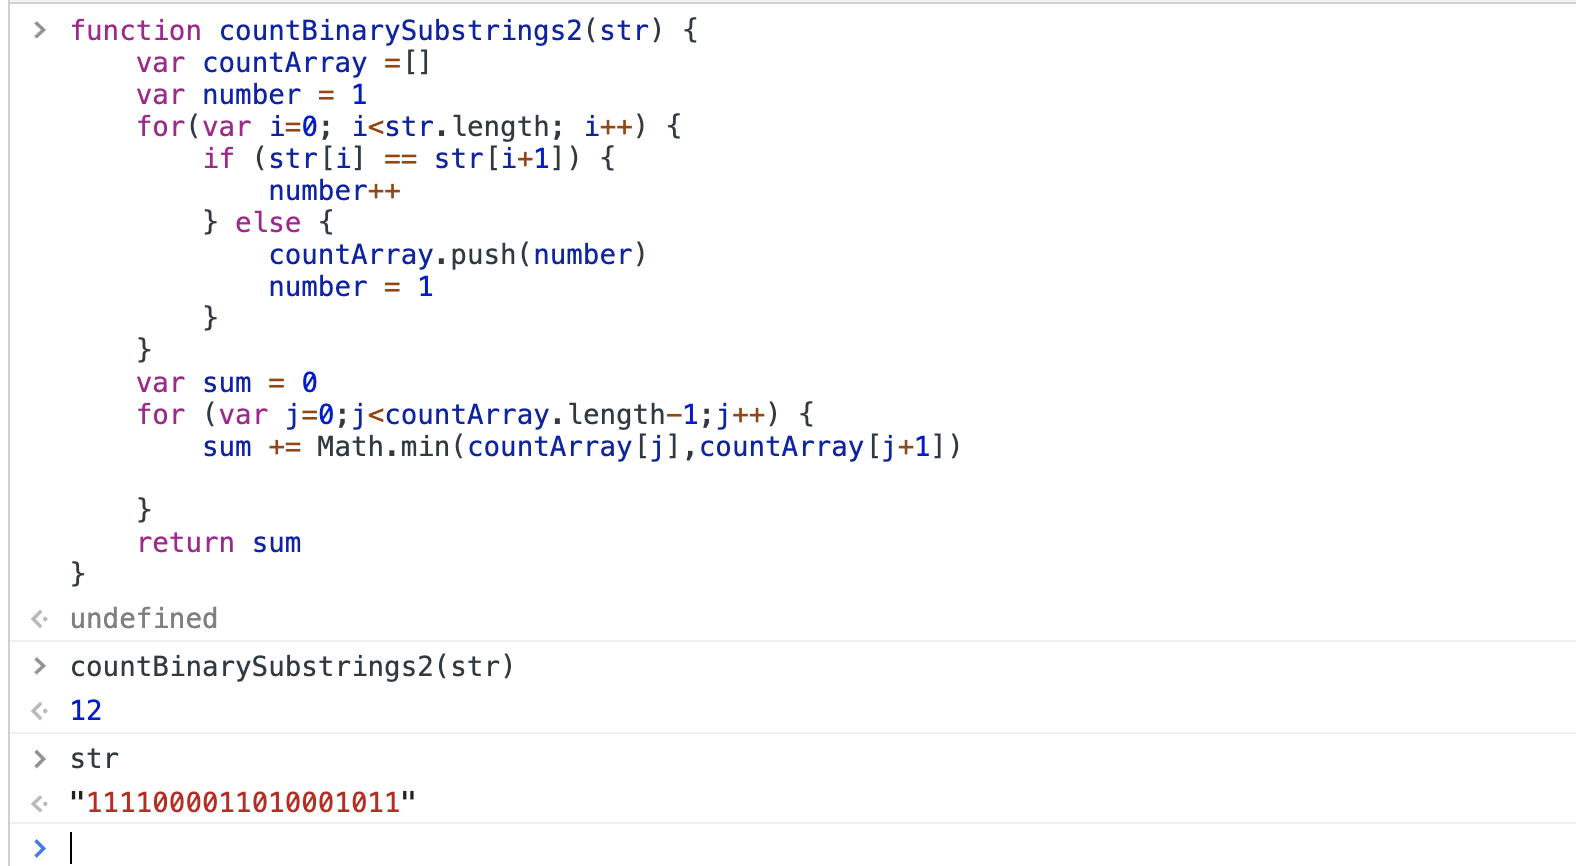 > function countBinarySubstrings2(str) {
    var countArray =[]
    var number = 1
    for(var i=0; i<str.length; i++) {
        if (str[i] == str[i+1]) {
            number++
        } else {
            countArray.push(number)
            number = 1
        }
    }
    var sum = 0
    for (var j=0;j<countArray.length-1;j++) {
        sum += Math.min(countArray[j],countArray[j+1])
    }
    return sum
}
undefined
> countBinarySubstrings2(str)
12
> str
"1111000011010001011"
>